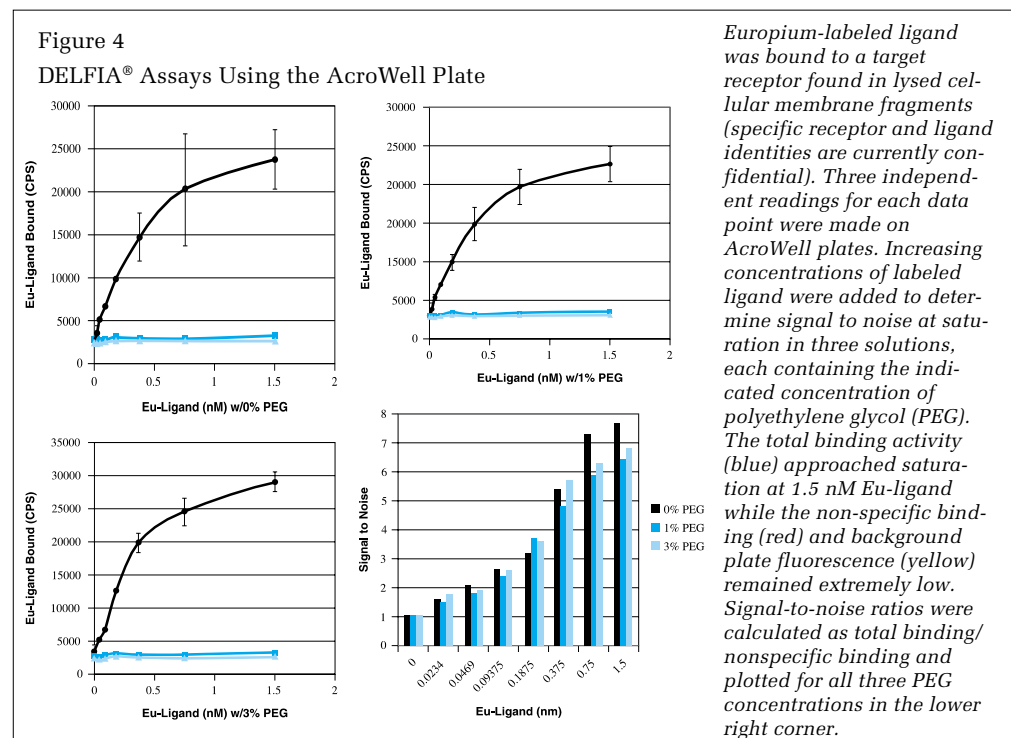 Figure 4
DELFIA® Assays Using the AcroWell Plate
30000
25000
20000
15000
10000
5000
0
Eu-Ligand Bound (CPS)
0 0.5 1 1.5 2
Eu-Ligand (nM) w/0% PEG
30000
25000
20000
20000
15000
10000
5000
0
Eu-Ligand Bound (CPS)
0 0.5 1 1.5 2
Eu-Ligand (nM) w/1% PEG
35000
30000
25000
20000
15000
10000
5000
0
Eu-Ligand Bound (CPS)
0 0.5 1 1.5 2
Eu-Ligand (nM) w/3% PEG
8
7
6
5
4
3
2
1
0
Signal to Noise
0 0.0234 0.0469 0.09375 0.1875 0.375 0.75 1.5
Eu-Ligand (nm)
0% PEG
1% PEG
3% PEG
Europium-labeled ligand
was bound to a target
receptor found in lysed cel-
lular membrane fragments
(specific receptor and ligand
identities are currently con-
fidential). Three independ-
ent readings for each data
point were made on
AcroWell plates. Increasing
concentrations of labeled
ligand were added to deter-
mine signal to noise at satu-
ration in three solutions,
each containing the indi-
cated concentration of
polyethylene glycol (PEG).
The total binding activity
(blue) approached satura-
tion at 1.5 nM Eu-ligand
while the non-specific bind-
ing (red) and background
plate fluorescence (yellow)
remained extremely low.
Signal-to-noise ratios were
calculated as total binding/
nonspecific binding and
plotted for all three PEG
concentrations in the lower
right corner.